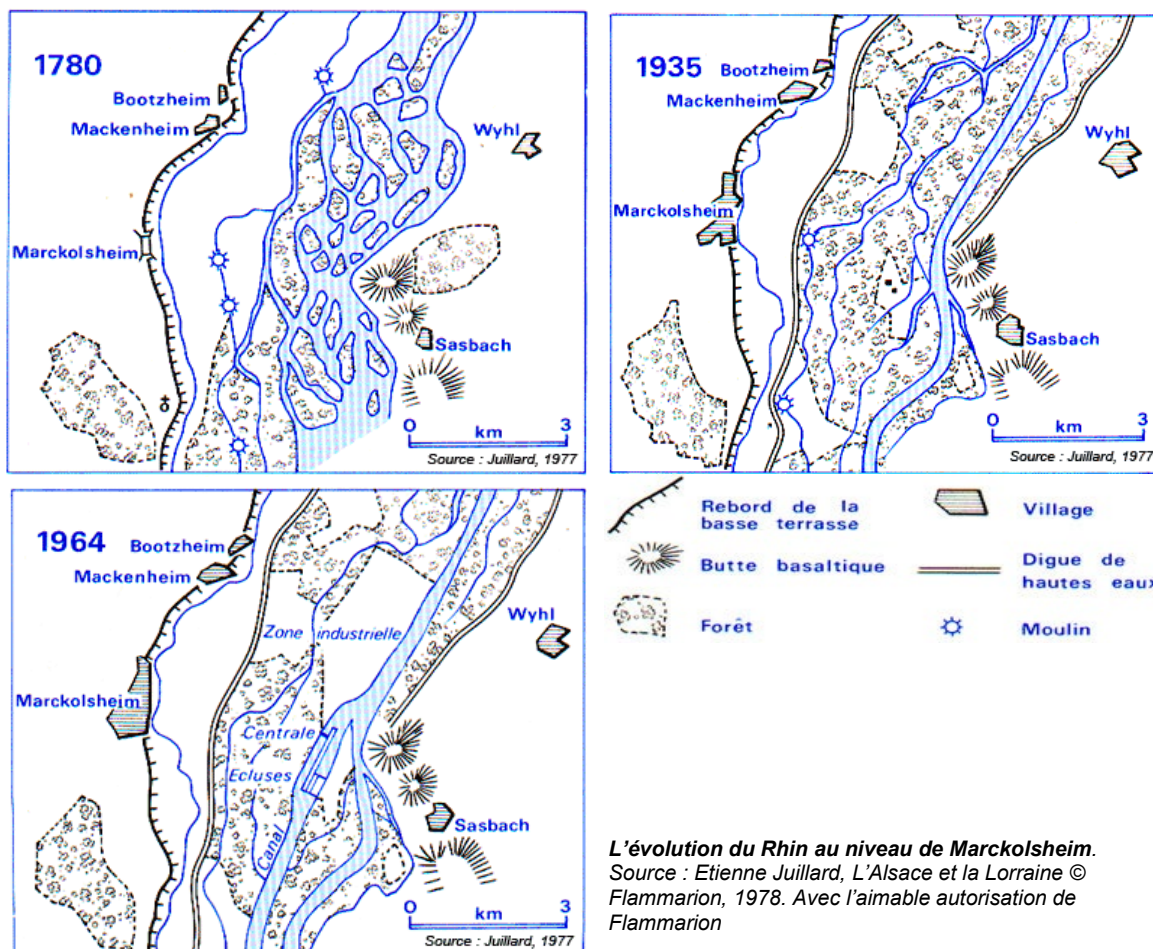 1780
Bootzheim
Mackenheim
Wyhl
Marckolsheim
Sasbach
0 km 3
Source : Juillard, 1977
1935
Bootzheim
Mackenheim
Wyhl
Marckolsheim
Sasbach
0 km 3
Source : Juillard, 1977
1964
Bootzheim
Mackenheim
Zone industrielle
Wyhl
Marckolsheim
Centrale
Ecluses
Canal
Sasbach
0 km 3
Source : Juillard, 1977
Rebord de la
basse terrasse
Village
Butte basaltique
Digue de
hautes eaux
Forêt
Moulin
L'évolution du Rhin au niveau de Marckolsheim.
Source : Etienne Juillard, L'Alsace et la Lorraine ©
Flammarion, 1978. Avec l'aimable autorisation de
Flammarion